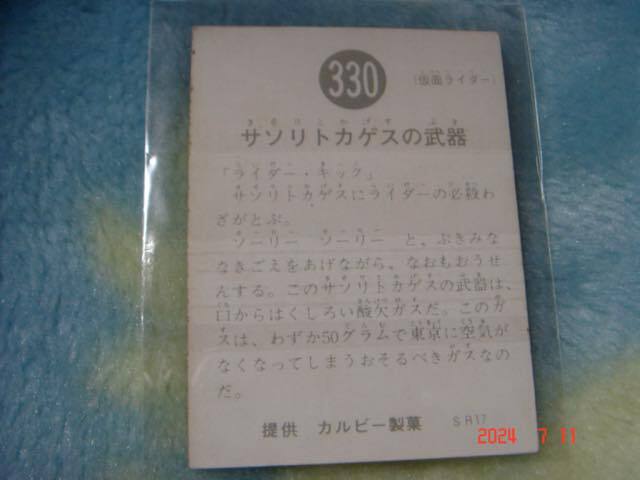 330
(仮面ライダー)
サソリトカゲスの武器
「ライダー・キック」
サソリトカゲスにライダーの必殺わ
ざがとぶ。
ソーリー ソーリー と、ぶきみな
なきごえをあげながら、なおもおうせ
んする。このサソリトカゲスの武器は、
口からはくしろい酸欠ガスだ。このガ
スは、わずか50グラムで東京に空気が
なくなってしまうおそるべきガスなの
だ。
提供 カルビー製菓
SR17
2024 7 11